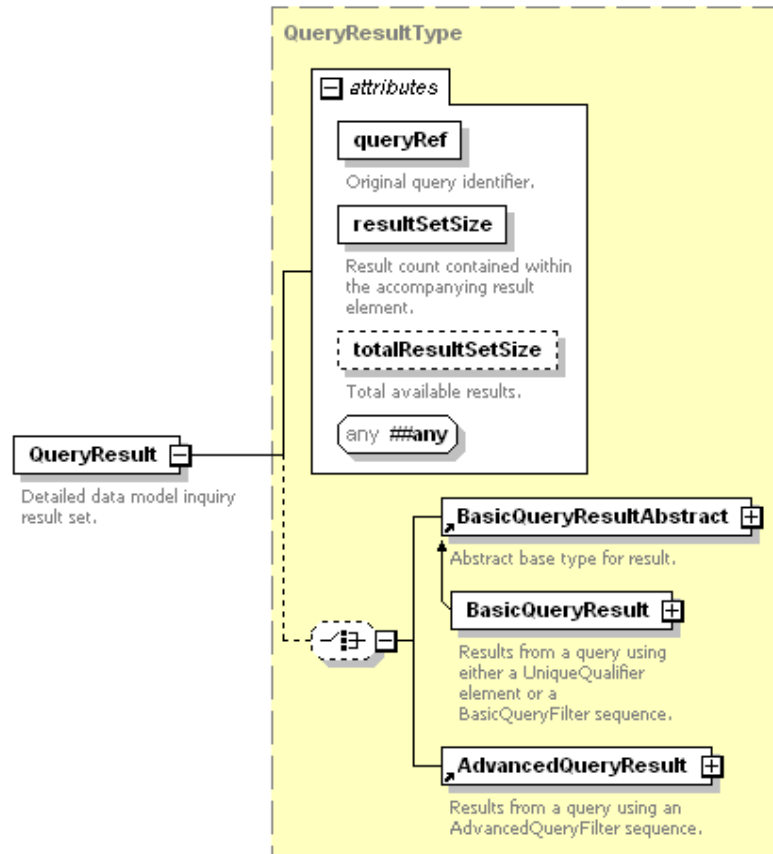 QueryResultType
attributes
queryRef
Original query identifier.
resultSetSize
Result count contained within
the accompanying result
element.
totalResultSetSize
Total available results.
any ##any
QueryResult
Detailed data model inquiry
result set.
BasicQueryResultAbstract
Abstract base type for result.
BasicQueryResult
Results from a query using
either a UniqueQualifier
element or a
BasicQueryFilter sequence.
AdvancedQueryResult
Results from a query using an
AdvancedQueryFilter sequence.